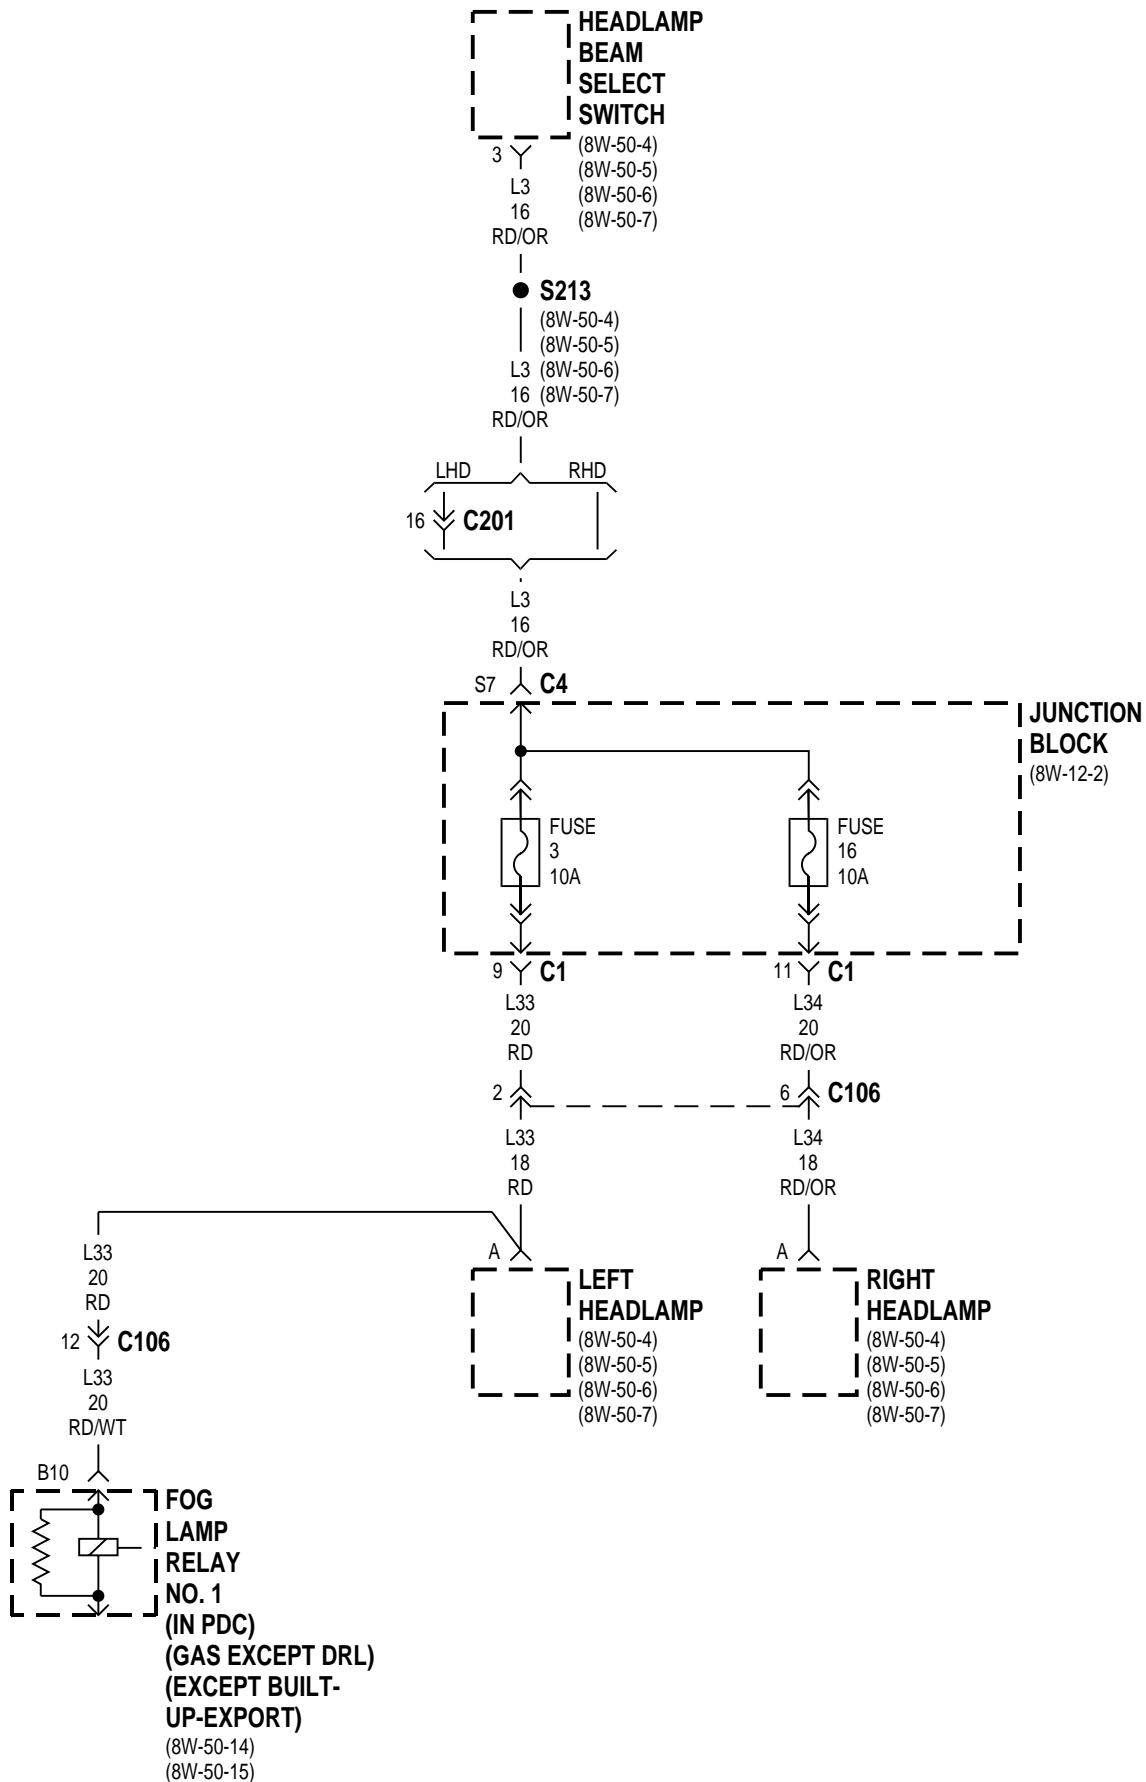 HEADLAMP
BEAM
SELECT
SWITCH
(8W-50-4)
(8W-50-5)
(8W-50-6)
(8W-50-7)
3
L3
16
RD/OR
S213
(8W-50-4)
(8W-50-5)
(8W-50-6)
(8W-50-7)
L3
16
RD/OR
LHD
RHD
16
C201
L3
16
RD/OR
S7
C4
JUNCTION
BLOCK
(8W-12-2)
FUSE
3
10A
FUSE
16
10A
9
C1
11
C1
L33
20
RD
L34
20
RD/OR
2
6
C106
L33
18
RD
L34
18
RD/OR
A
A
LEFT
HEADLAMP
(8W-50-4)
(8W-50-5)
(8W-50-6)
(8W-50-7)
RIGHT
HEADLAMP
(8W-50-4)
(8W-50-5)
(8W-50-6)
(8W-50-7)
L33
20
RD
12
C106
L33
20
RD/WT
B10
FOG
LAMP
RELAY
NO. 1
(IN PDC)
(GAS EXCEPT DRL)
(EXCEPT BUILT-
UP-EXPORT)
(8W-50-14)
(8W-50-15)